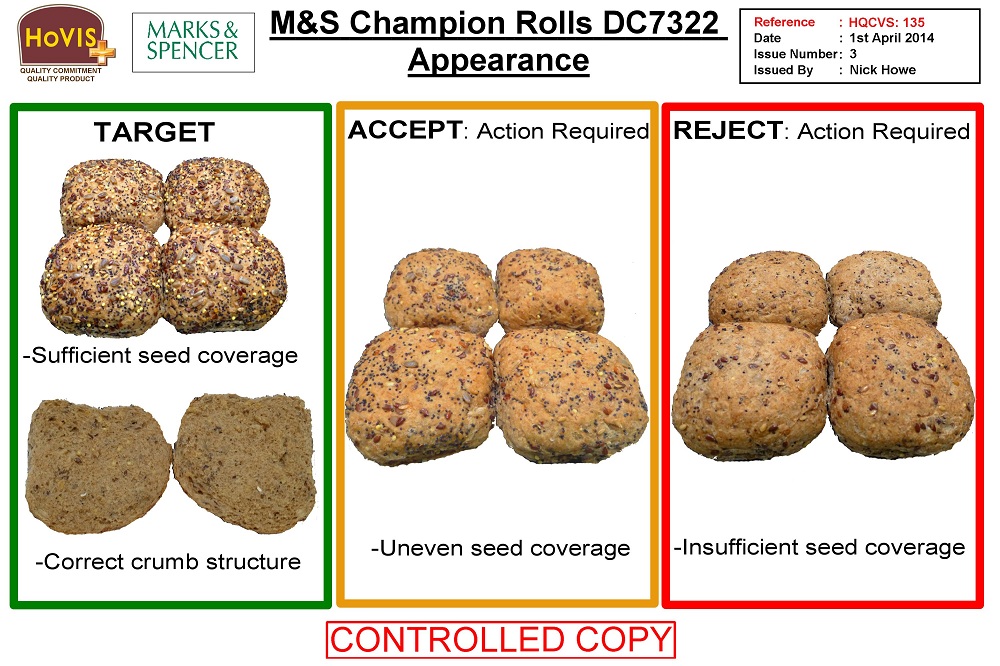 HOVIS
QUALITY COMMITMENT
QUALITY PRODUCT
MARKS &
SPENCER
M&S Champion Rolls DC7322
Appearance
Reference : HQCVS: 135
Date : 1st April 2014
Issue Number : 3
Issued By : Nick Howe
TARGET
-Sufficient seed coverage
-Correct crumb structure
ACCEPT: Action Required
-Uneven seed coverage
REJECT: Action Required
-Insufficient seed coverage
CONTROLLED COPY